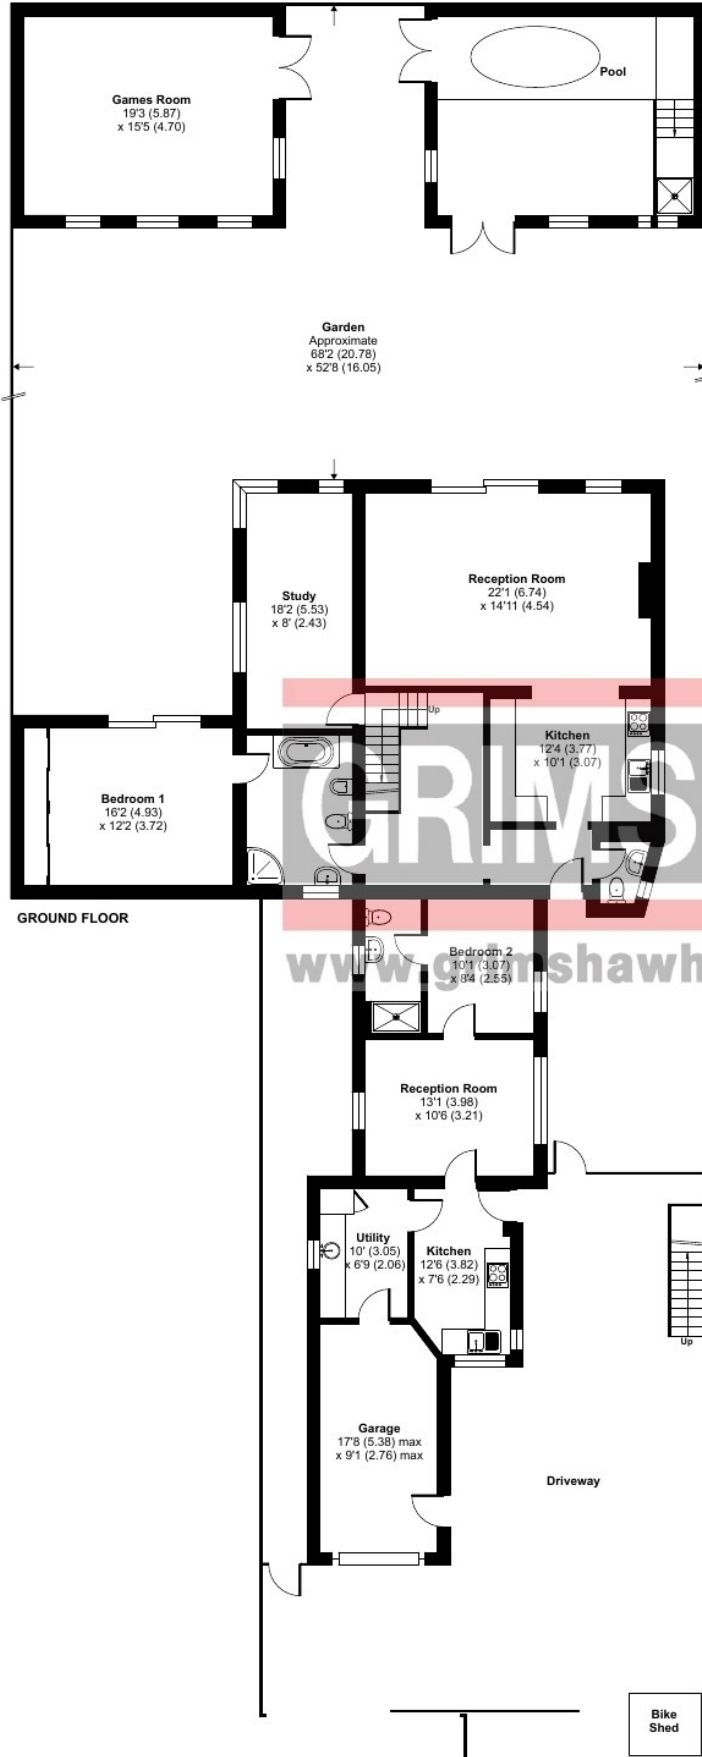 Games Room
19'3 (5.87)
x 15'5 (4.70)
Pool
Garden
Approximate
68'2 (20.78)
x 52'8 (16.05)
Study
18'2 (5.53)
x 8' (2.43)
Reception Room
22'1 (6.74)
x 14'11 (4.54)
Up
Kitchen
12'4 (3.77)
x 10'1 (3.07)
Bedroom 1
16'2 (4.93)
x 12'2 (3.72)
GRIMS
GROUND FLOOR
www.grimshawh
Bedroom 2
10'1 (3.07)
x 8'4 (2.55)
Reception Room
13'1 (3.98)
x 10'6 (3.21)
Utility
10' (3.05)
x 6'9 (2.06)
Kitchen
12'6 (3.82)
x 7'6 (2.29)
Up
Garage
17'8 (5.38) max
x 9'1 (2.76) max
Driveway
Bike
Shed